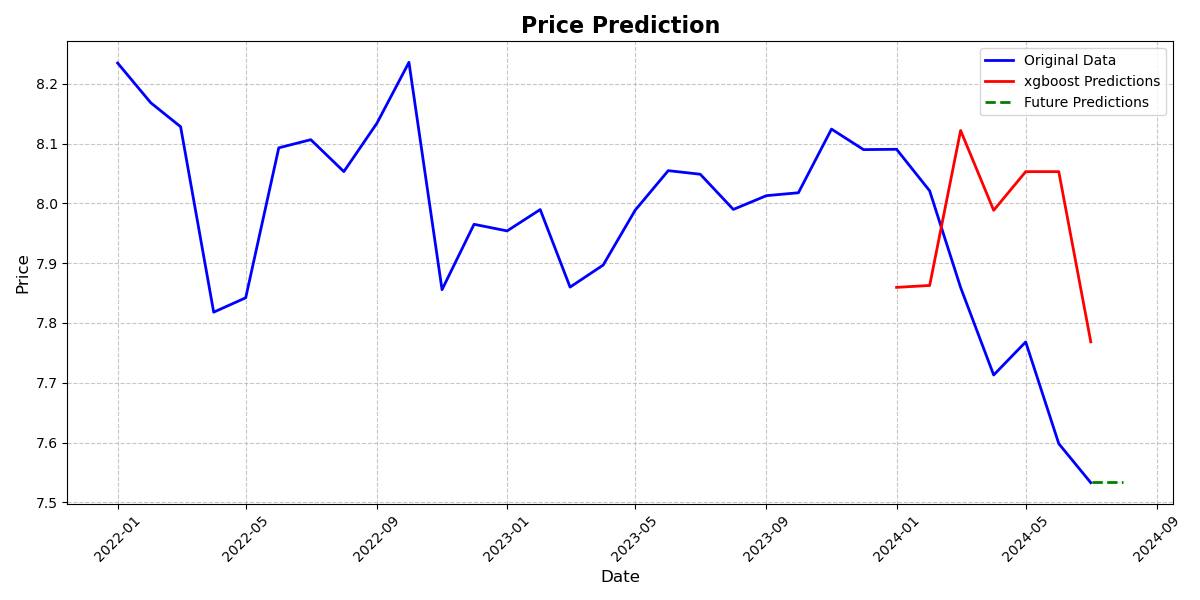 Price Prediction
Original Data
xgboost Predictions
Future Predictions
Price
8.2
8.1
8.0
7.9
7.8
7.7
7.6
7.5
2022-01
2022-05
2022-09
2023-01
2023-05
2023-09
2024-01
2024-05
2024-09
Date